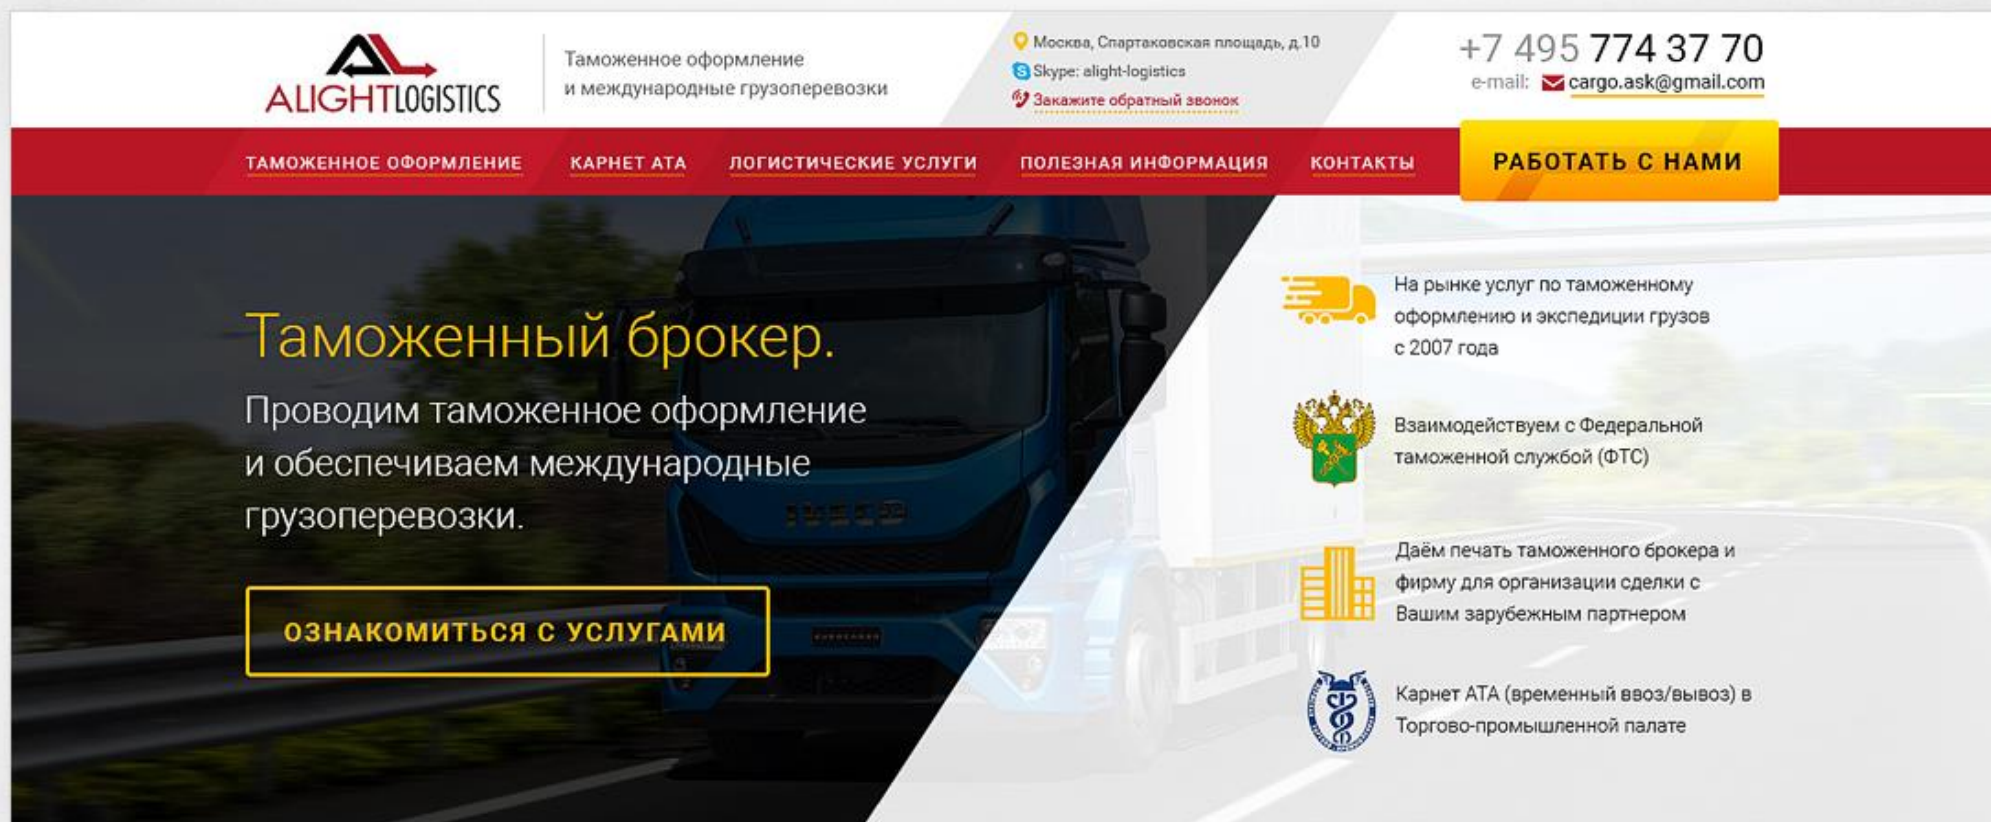 ALIGHTLOGISTICS
Таможенное оформление
и международные грузоперевозки
Москва, Спартаковская площадь, д.10
Skype: alight-logistics
Закажите обратный звонок
+7 495 774 37 70
e-mail: cargo.ask@gmail.com
ТАМОЖЕННОЕ ОФОРМЛЕНИЕ
КАРНЕТ АТА
ЛОГИСТИЧЕСКИЕ УСЛУГИ
ПОЛЕЗНАЯ ИНФОРМАЦИЯ
КОНТАКТЫ
РАБОТАТЬ С НАМИ
Таможенный брокер.
Проводим таможенное оформление
и обеспечиваем международные
грузоперевозки.
ОЗНАКОМИТЬСЯ С УСЛУГАМИ
IVECO
На рынке услуг по таможенному
оформлению и экспедиции грузов
с 2007 года
Взаимодействуем с Федеральной
таможенной службой (ФТС)
Даём печать таможенного брокера и
фирму для организации сделки с
Вашим зарубежным партнером
Карнет АТА (временный ввоз/вывоз) в
Торгово-промышленной палате